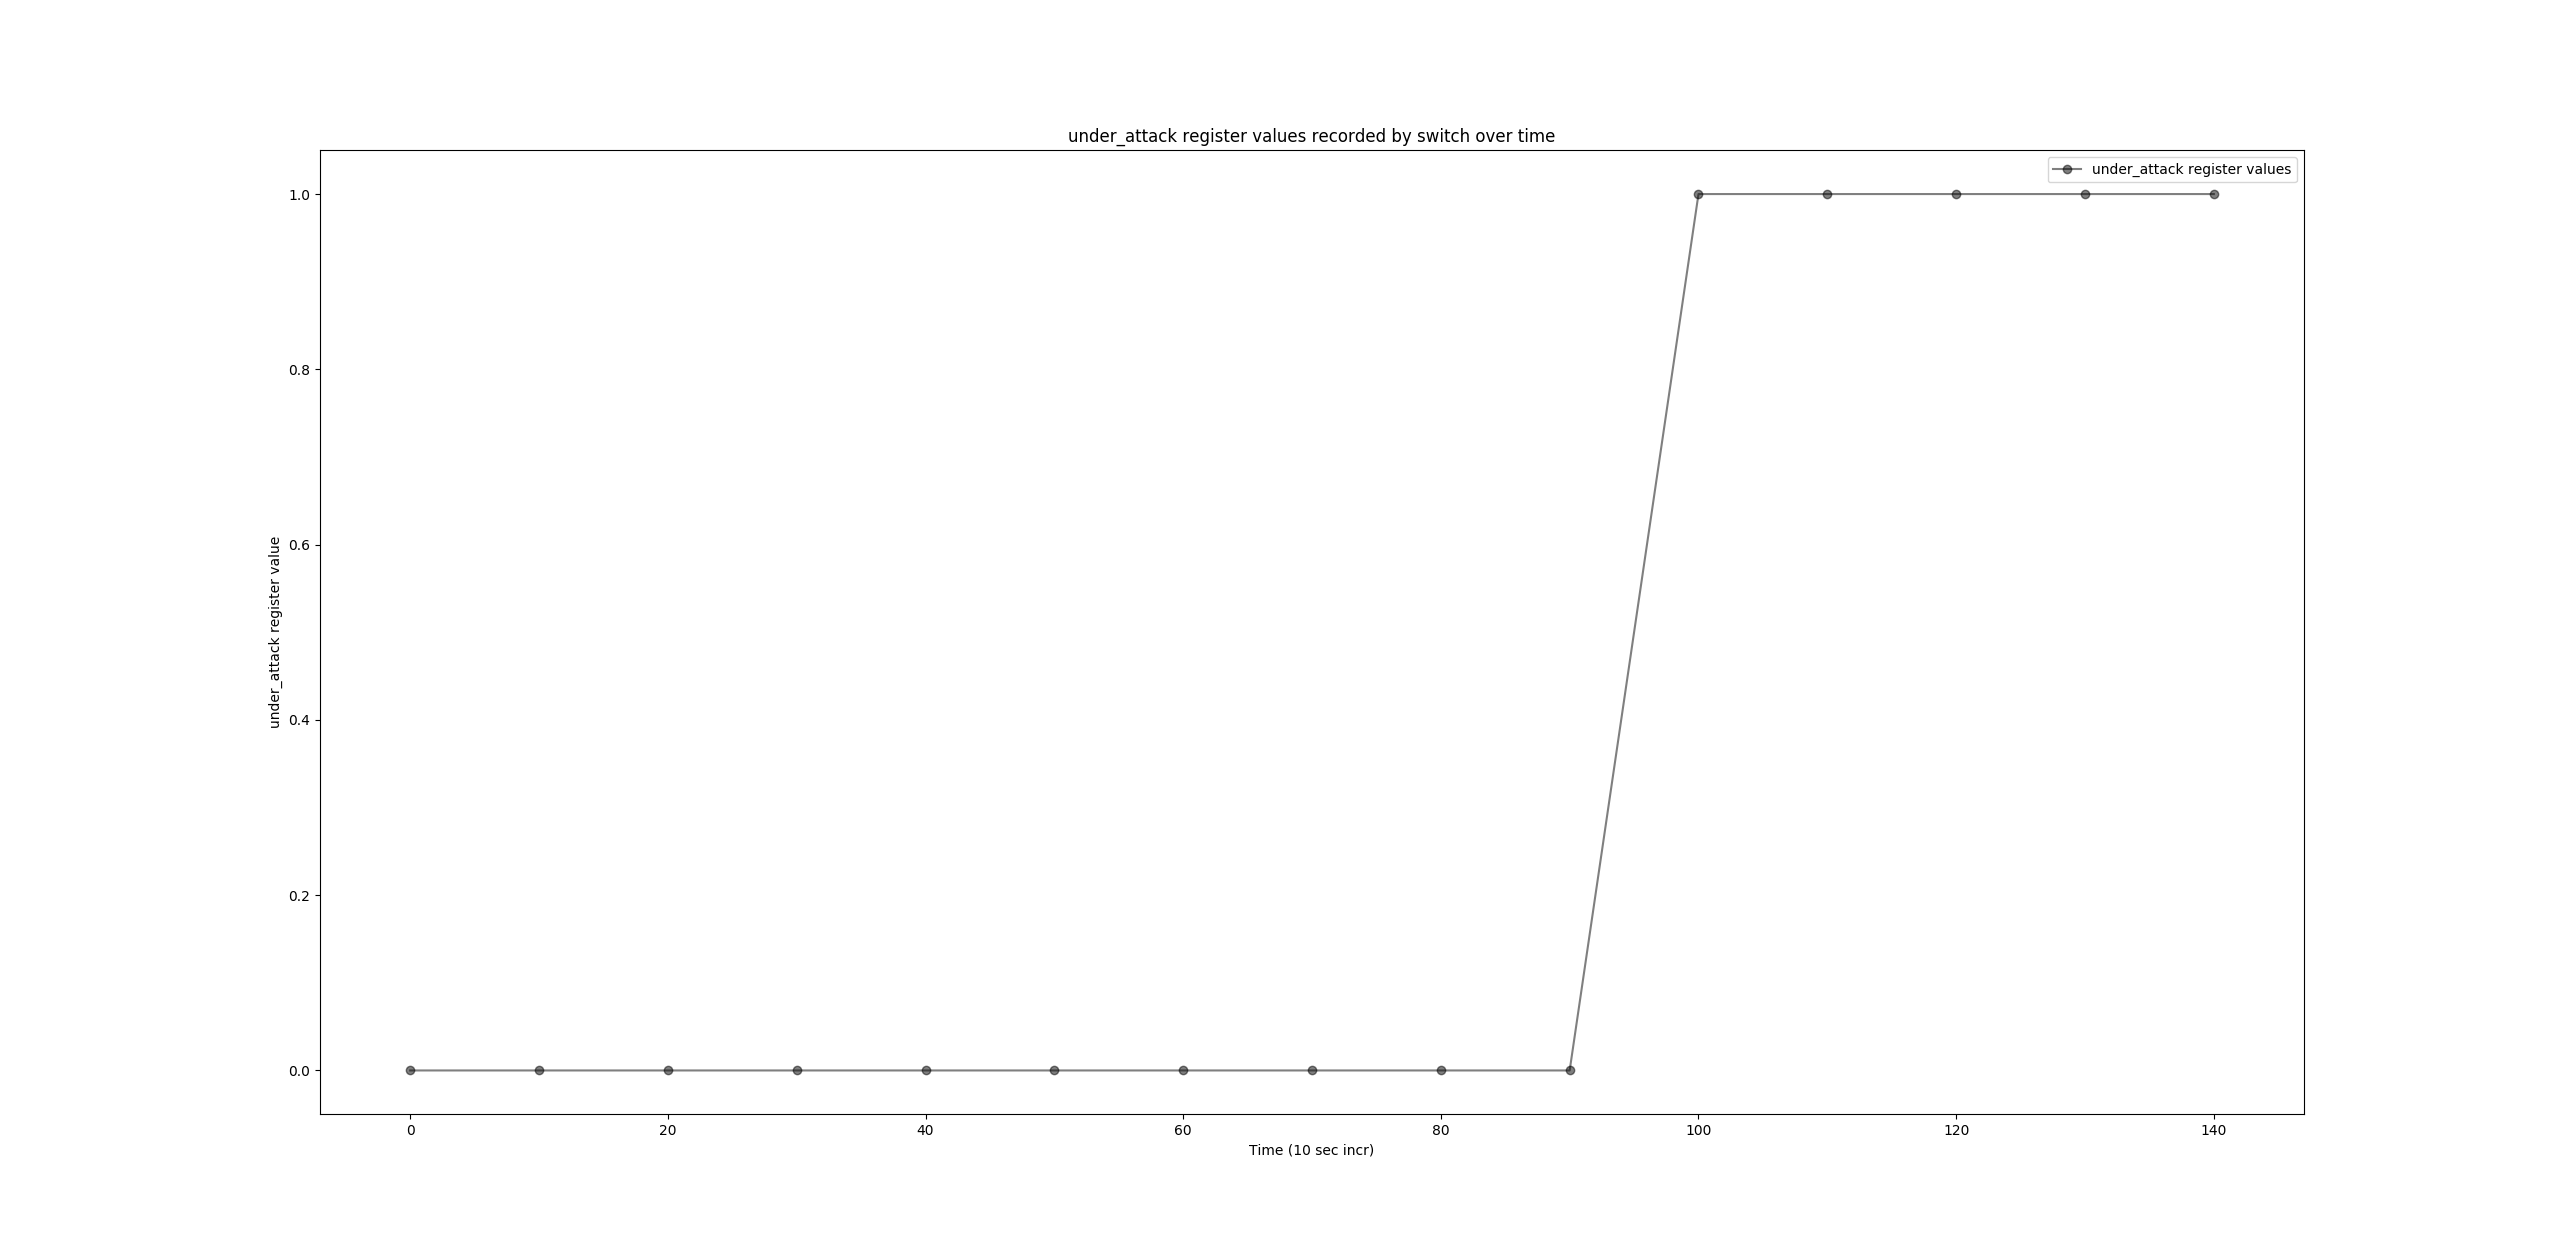 under_attack register values recorded by switch over time
under_attack register values
1.0
0.8
0.6
0.4
0.2
0.0
under_attack register value
0 20 40 60 80 100 120 140
Time (10 sec incr)